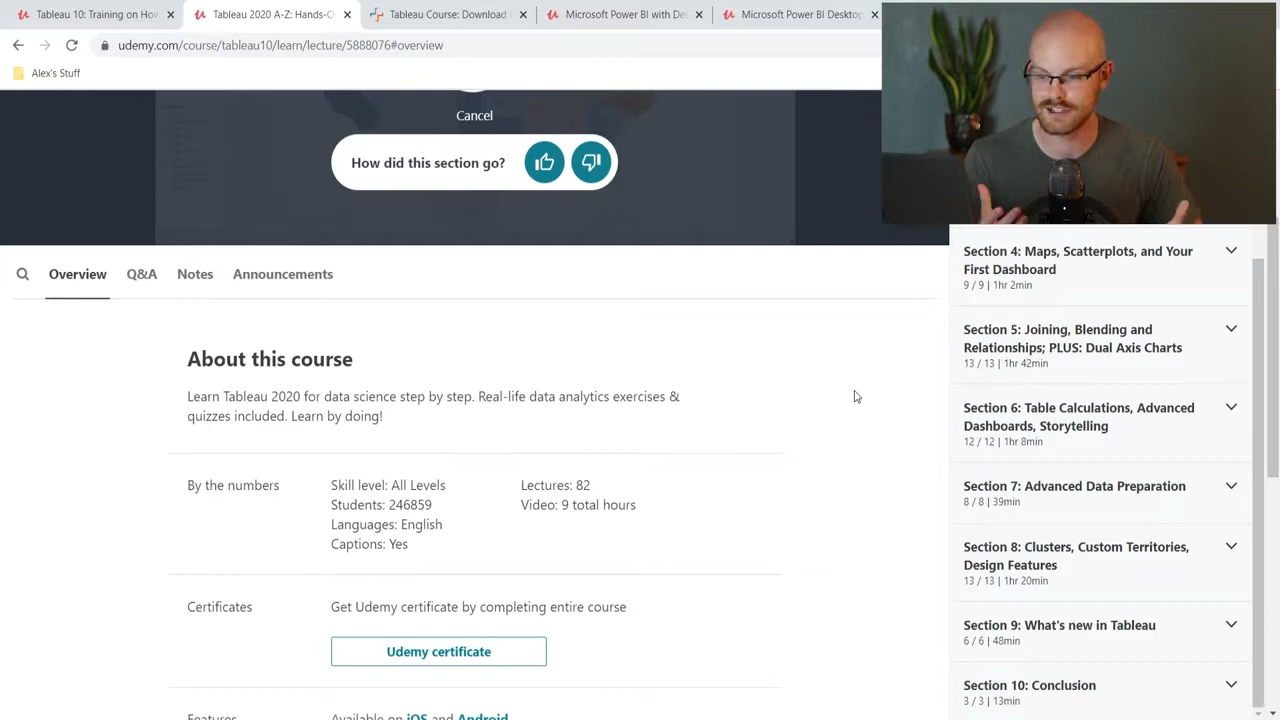 Tableau 10: Training on How
Tableau 2020 A-Z: Hands-O
Tableau Course: Download
Microsoft Power BI with De
Microsoft Power BI Desktop
udemy.com/course/tableau10/learn/lecture/5888076#overview
Alex's Stuff
Cancel
How did this section go?
Overview
Q&A
Notes
Announcements
About this course
Learn Tableau 2020 for data science step by step. Real-life data analytics exercises &
quizzes included. Learn by doing!
By the numbers
Skill level: All Levels
Students: 246859
Languages: English
Captions: Yes
Lectures: 82
Video: 9 total hours
Certificates
Get Udemy certificate by completing entire course
Udemy certificate
Features
Available on iOS and Android
Section 4: Maps, Scatterplots, and Your
First Dashboard
9 / 9 | 1hr 2min
Section 5: Joining, Blending and
Relationships; PLUS: Dual Axis Charts
13 / 13 | 1hr 42min
Section 6: Table Calculations, Advanced
Dashboards, Storytelling
12 / 12 | 1hr 8min
Section 7: Advanced Data Preparation
8 / 8 | 39min
Section 8: Clusters, Custom Territories,
Design Features
13 / 13 | 1hr 20min
Section 9: What's new in Tableau
6 / 6 | 48min
Section 10: Conclusion
3 / 3 | 13min